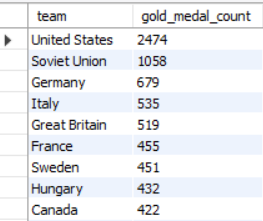 team gold_medal_count
United States 2474
Soviet Union 1058
Germany 679
Italy 535
Great Britain 519
France 455
Sweden 451
Hungary 432
Canada 422